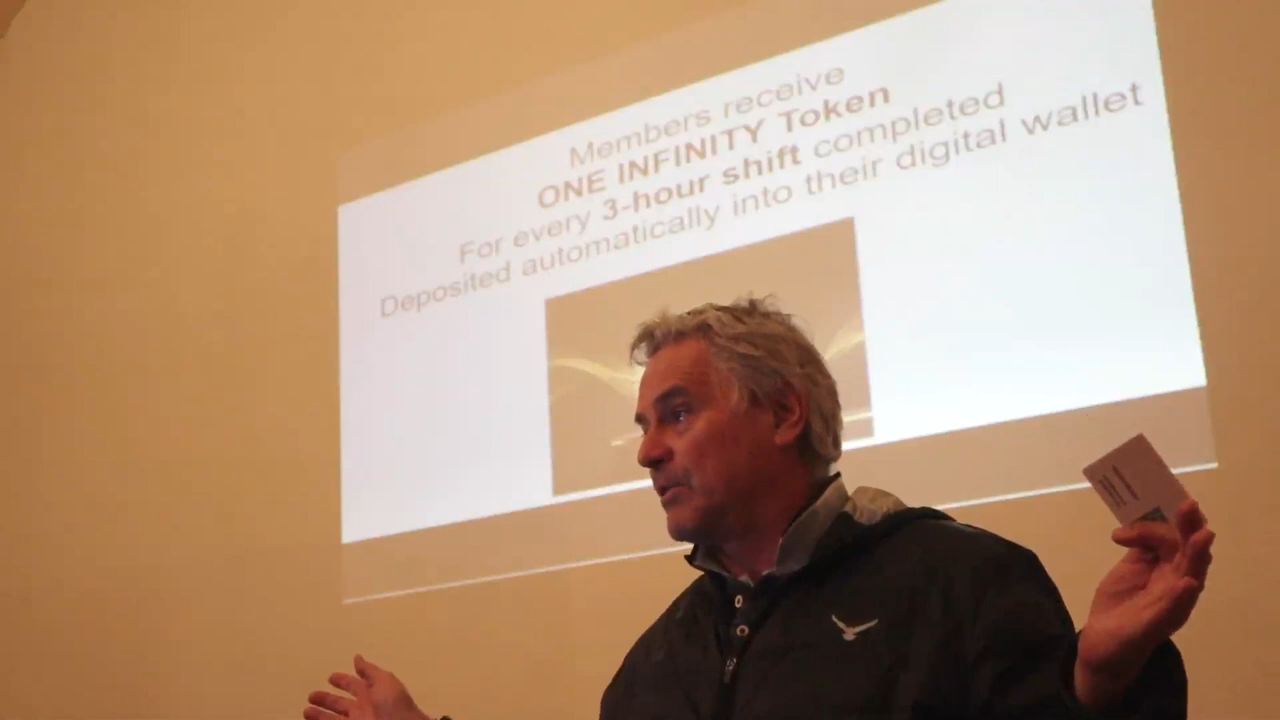 Members receive
ONE INFINITY Token
For every 3-hour shift completed
Deposited automatically into their digital wallet